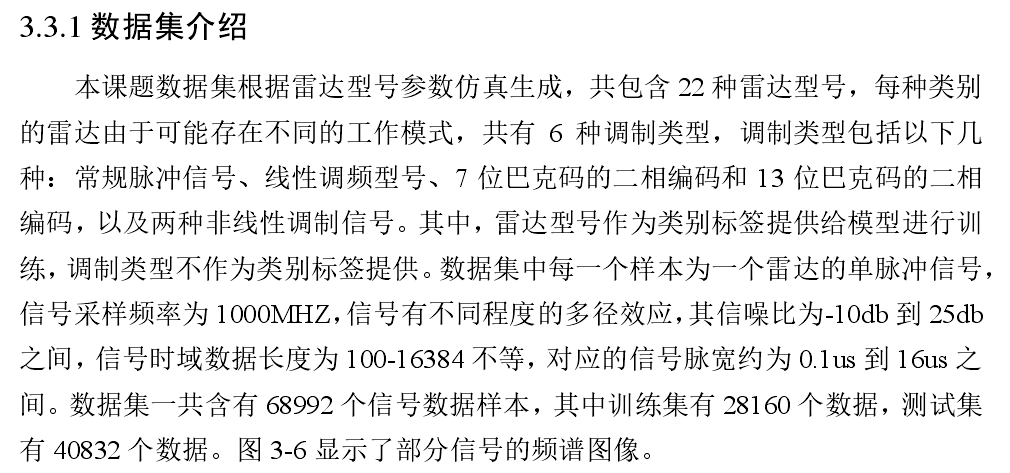 3.3.1 数据集介绍
本课题数据集根据雷达型号参数仿真生成，共包含 22 种雷达型号，每种类别
的雷达由于可能存在不同的工作模式，共有 6 种调制类型，调制类型包括以下几
种：常规脉冲信号、线性调频型号、7 位巴克码的二相编码和 13 位巴克码的二相
编码，以及两种非线性调制信号。其中，雷达型号作为类别标签提供给模型进行训
练，调制类型不作为类别标签提供。数据集中每一个样本为一个雷达的单脉冲信号，
信号采样频率为 1000MHZ，信号有不同程度的多径效应，其信噪比为-10db 到 25db
之间，信号时域数据长度为 100-16384 不等，对应的信号脉宽约为 0.1us 到 16us 之
间。数据集一共含有 68992 个信号数据样本，其中训练集有 28160 个数据，测试集
有 40832 个数据。图 3-6 显示了部分信号的频谱图像。